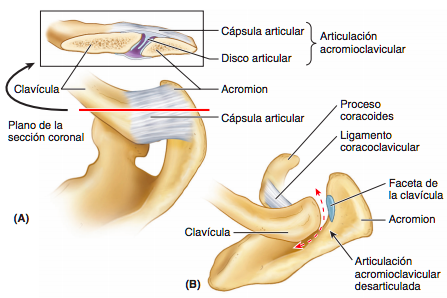 Cápsula articular
Disco articular
Articulación
acromioclavicular
Clavícula
Acromion
Plano de la
sección coronal
Cápsula articular
(A)
Proceso
coracoides
Ligamento
coracoclavicular
Faceta de
la clavícula
Clavícula
Acromion
Articulación
acromioclavicular
desarticulada
(B)